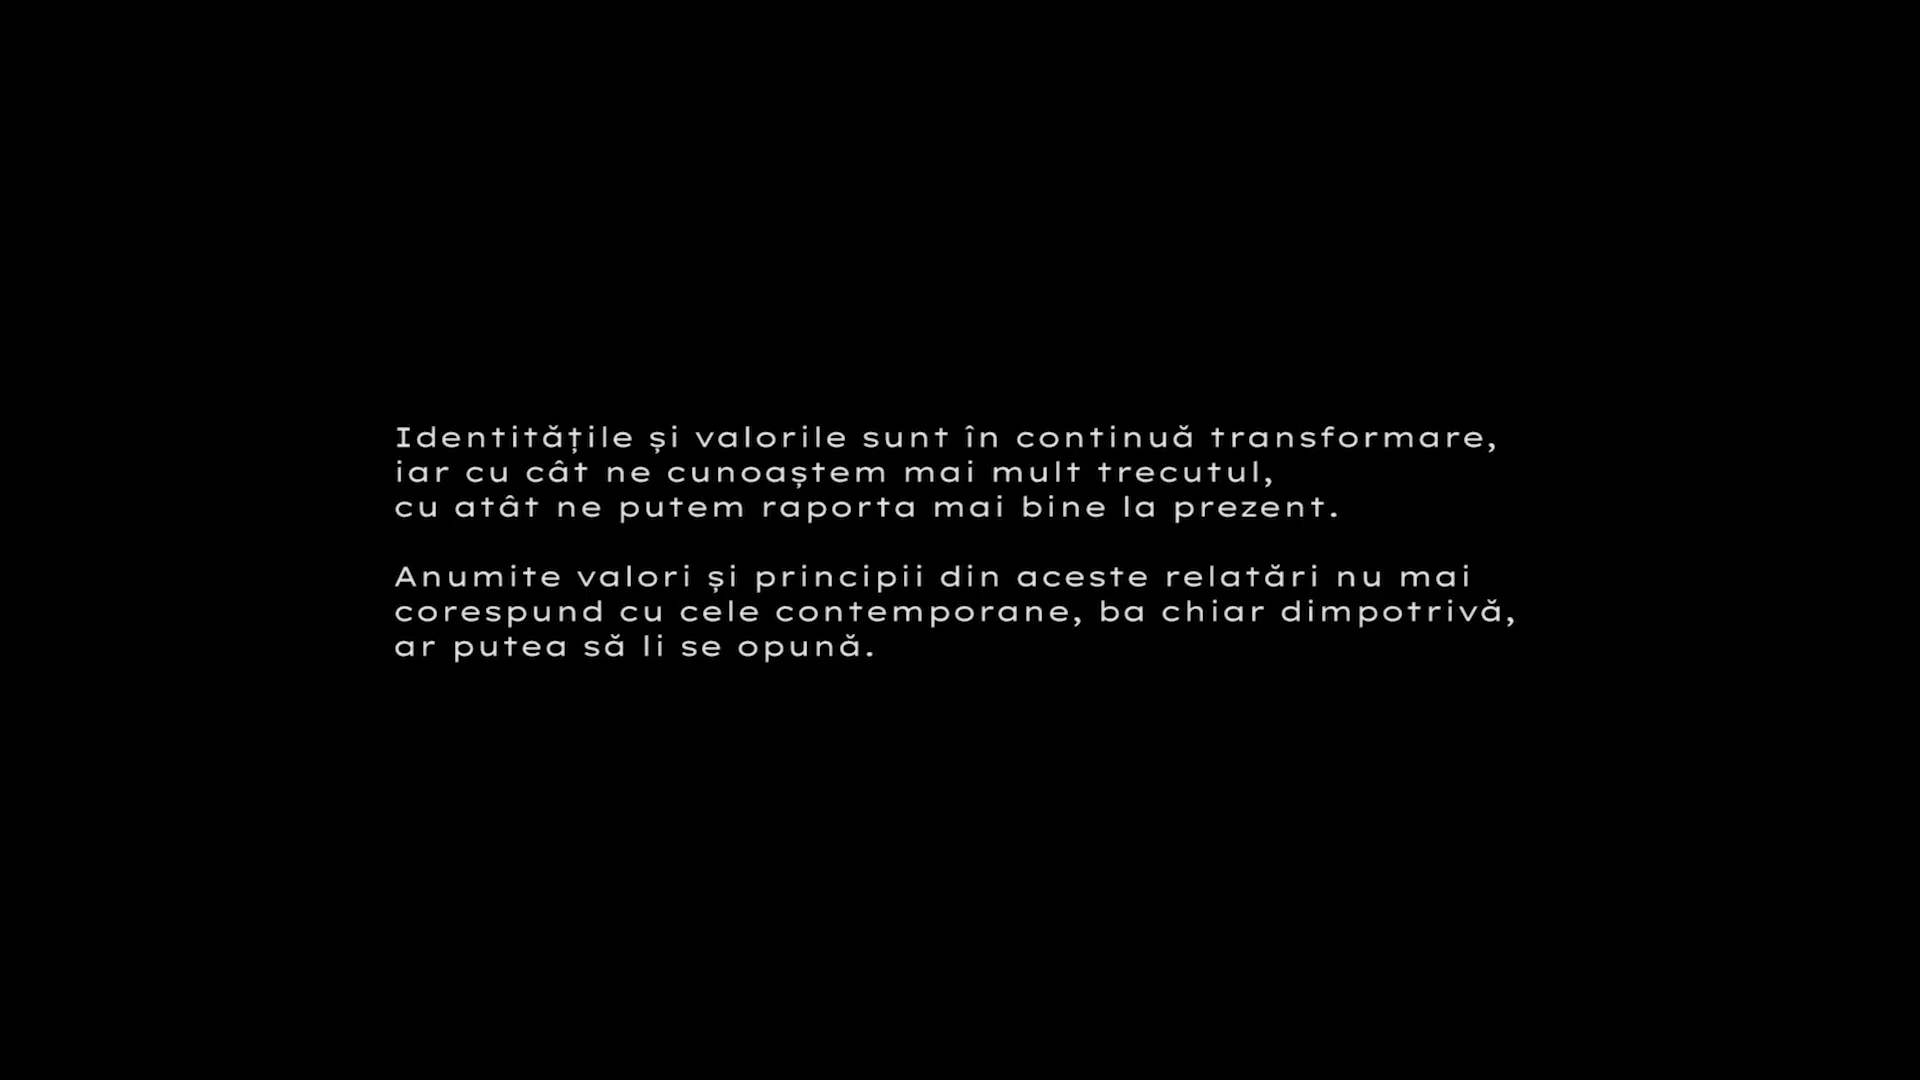 Identitățile și valorile sunt în continuă transformare,
iar cu cât ne cunoaștem mai mult trecutul,
cu atât ne putem raporta mai bine la prezent.
Anumite valori și principii din aceste relatări nu mai
corespund cu cele contemporane, ba chiar dimpotrivă,
ar putea să li se opună.